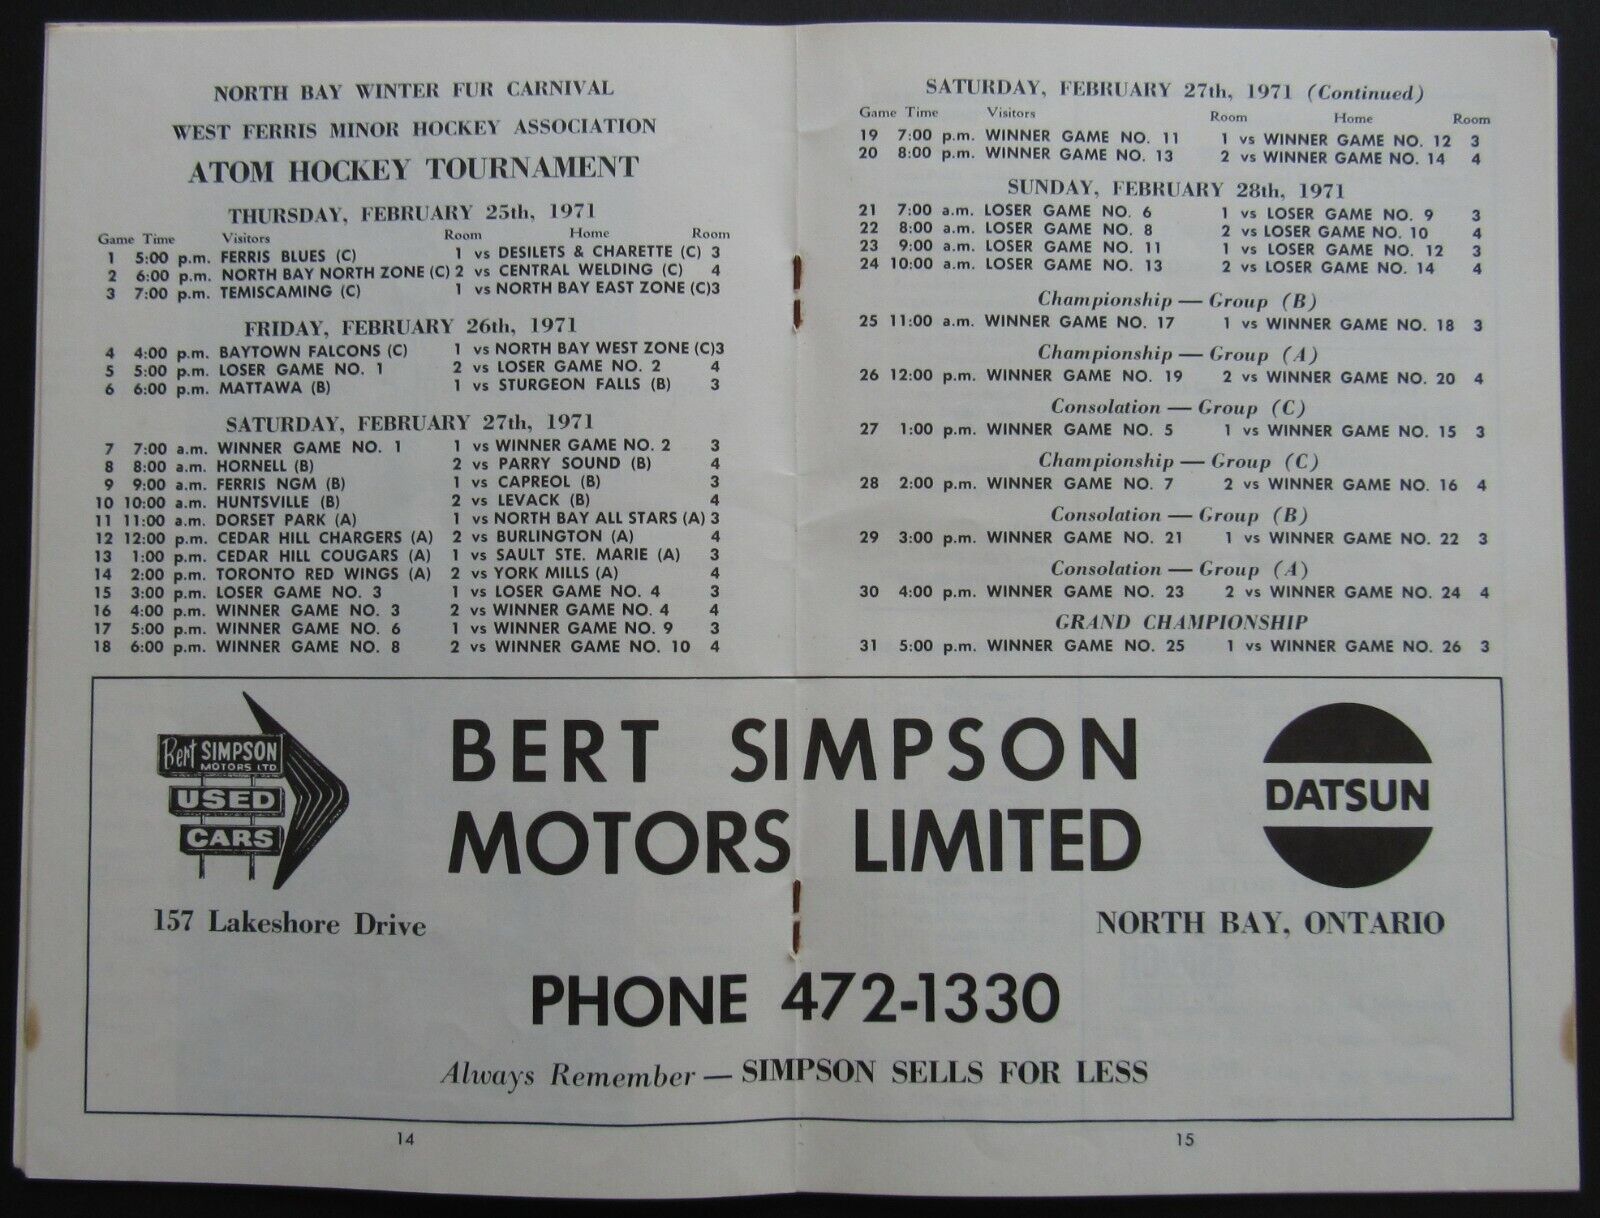 NORTH BAY WINTER FUR CARNIVAL
WEST FERRIS MINOR HOCKEY ASSOCIATION
ATOM HOCKEY TOURNAMENT
THURSDAY, FEBRUARY 25th, 1971
Game Time Visitors Room Home Room
1 5:00 p.m. FERRIS BLUES (C) 1 vs DESILETS & CHARETTE (C) 3
2 6:00 p.m. NORTH BAY NORTH ZONE (C) 2 vs CENTRAL WELDING (C) 4
3 7:00 p.m. TEMISCAMING (C) 1 vs NORTH BAY EAST ZONE (C) 3
FRIDAY, FEBRUARY 26th, 1971
4 4:00 p.m. BAYTOWN FALCONS (C) 1 vs NORTH BAY WEST ZONE (C) 3
5 5:00 p.m. LOSER GAME NO. 1 2 vs LOSER GAME NO. 2 4
6 6:00 p.m. MATTAWA (B) 1 vs STURGEON FALLS (B) 3
SATURDAY, FEBRUARY 27th, 1971
7 7:00 a.m. WINNER GAME NO. 1 1 vs WINNER GAME NO. 2 3
8 8:00 a.m. HORNELL (B) 2 vs PARRY SOUND (B) 4
9 9:00 a.m. FERRIS NGM (B) 1 vs CAPREOL (B) 3
10 10:00 a.m. HUNTSVILLE (B) 2 vs LEVACK (B) 4
11 11:00 a.m. DORSET PARK (A) 1 vs NORTH BAY ALL STARS (A) 3
12 12:00 p.m. CEDAR HILL CHARGERS (A) 2 vs BURLINGTON (A) 4
13 1:00 p.m. CEDAR HILL COUGARS (A) 1 vs SAULT STE. MARIE (A) 3
14 2:00 p.m. TORONTO RED WINGS (A) 2 vs YORK MILLS (A) 4
15 3:00 p.m. LOSER GAME NO. 3 1 vs LOSER GAME NO. 4 3
16 4:00 p.m. WINNER GAME NO. 3 2 vs WINNER GAME NO. 4 4
17 5:00 p.m. WINNER GAME NO. 6 1 vs WINNER GAME NO. 9 3
18 6:00 p.m. WINNER GAME NO. 8 2 vs WINNER GAME NO. 10 4
SATURDAY, FEBRUARY 27th, 1971 (Continued)
Game Time Visitors Room Home Room
19 7:00 p.m. WINNER GAME NO. 11 1 vs WINNER GAME NO. 12 3
20 8:00 p.m. WINNER GAME NO. 13 2 vs WINNER GAME NO. 14 4
SUNDAY, FEBRUARY 28th, 1971
21 7:00 a.m. LOSER GAME NO. 6 1 vs LOSER GAME NO. 9 3
22 8:00 a.m. LOSER GAME NO. 8 2 vs LOSER GAME NO. 10 4
23 9:00 a.m. LOSER GAME NO. 11 1 vs LOSER GAME NO. 12 3
24 10:00 a.m. LOSER GAME NO. 13 2 vs LOSER GAME NO. 14 4
Championship — Group (B)
25 11:00 a.m. WINNER GAME NO. 17 1 vs WINNER GAME NO. 18 3
Championship — Group (A)
26 12:00 p.m. WINNER GAME NO. 19 2 vs WINNER GAME NO. 20 4
Consolation — Group (C)
27 1:00 p.m. WINNER GAME NO. 5 1 vs WINNER GAME NO. 15 3
Championship — Group (C)
28 2:00 p.m. WINNER GAME NO. 7 2 vs WINNER GAME NO. 16 4
Consolation — Group (B)
29 3:00 p.m. WINNER GAME NO. 21 1 vs WINNER GAME NO. 22 3
Consolation — Group (A)
30 4:00 p.m. WINNER GAME NO. 23 2 vs WINNER GAME NO. 24 4
GRAND CHAMPIONSHIP
31 5:00 p.m. WINNER GAME NO. 25 1 vs WINNER GAME NO. 26 3
Bert SIMPSON
MOTORS LTD.
USED
CARS
BERT SIMPSON
MOTORS LIMITED
DATSUN
157 Lakeshore Drive
NORTH BAY, ONTARIO
PHONE 472-1330
Always Remember — SIMPSON SELLS FOR LESS
14
15